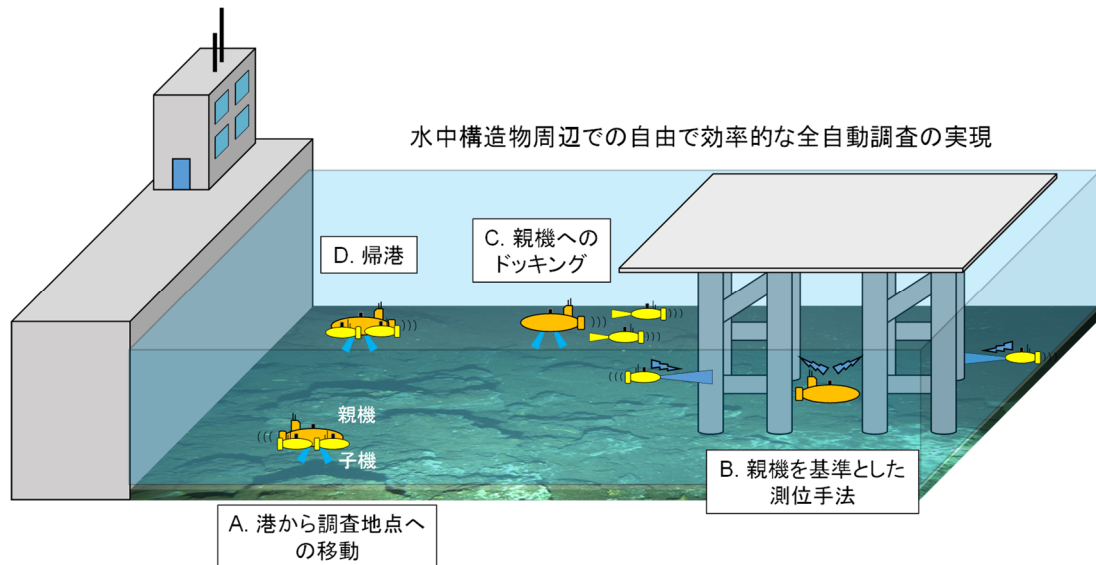 水中構造物周辺での自由で効率的な全自動調査の実現
D. 帰港
C. 親機への
ドッキング
親機
子機
B. 親機を基準とした
測位手法
A. 港から調査地点へ
の移動